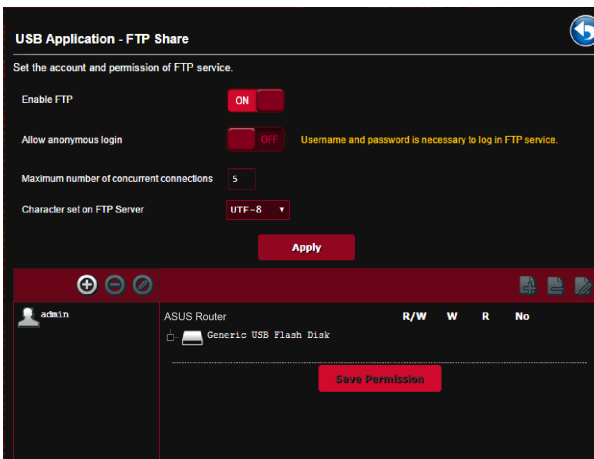 USB Application - FTP Share
Set the account and permission of FTP service.
Enable FTP ON
Allow anonymous login OFF Username and password is necessary to log in FTP service.
Maximum number of concurrent connections 5
Character set on FTP Server UTF-8
Apply
admin ASUS Router R/W W R No
Generic USB Flash Disk
Save Permission